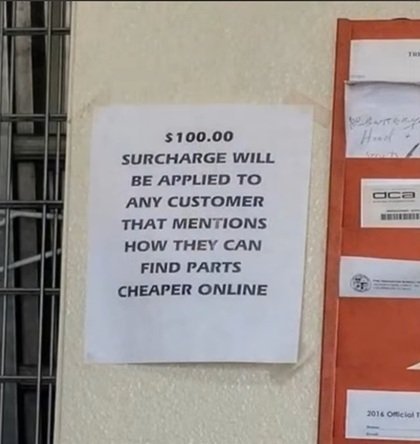 $100.00
SURCHARGE WILL
BE APPLIED TO
ANY CUSTOMER
THAT MENTIONS
HOW THEY CAN
FIND PARTS
CHEAPER ONLINE
dca
2016 Official T